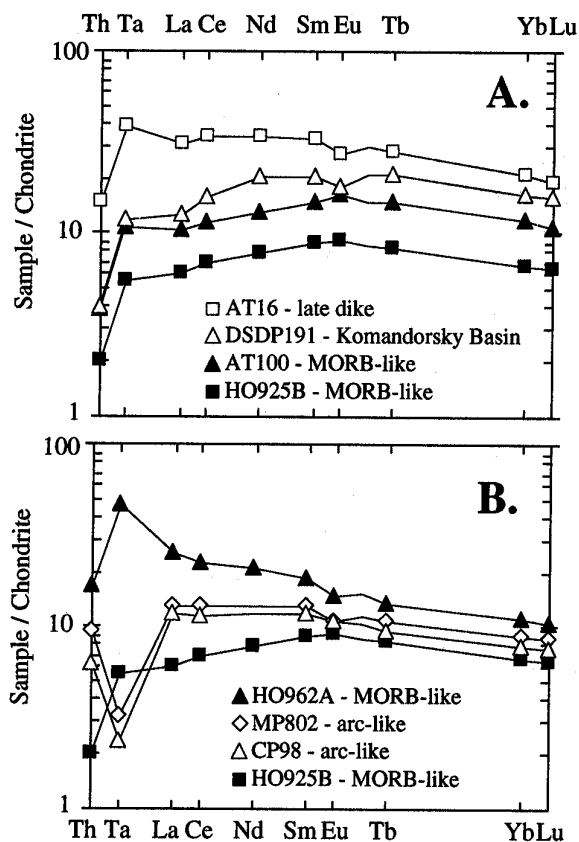 Th Ta La Ce Nd Sm Eu Tb Yb Lu
100
A.
Sample / Chondrite
10
AT16 - late dike
DSDP191 - Komandorsky Basin
AT100 - MORB-like
HO925B - MORB-like
1
100
B.
Sample / Chondrite
10
HO962A - MORB-like
MP802 - arc-like
CP98 - arc-like
HO925B - MORB-like
1
Th Ta La Ce Nd Sm Eu Tb Yb Lu